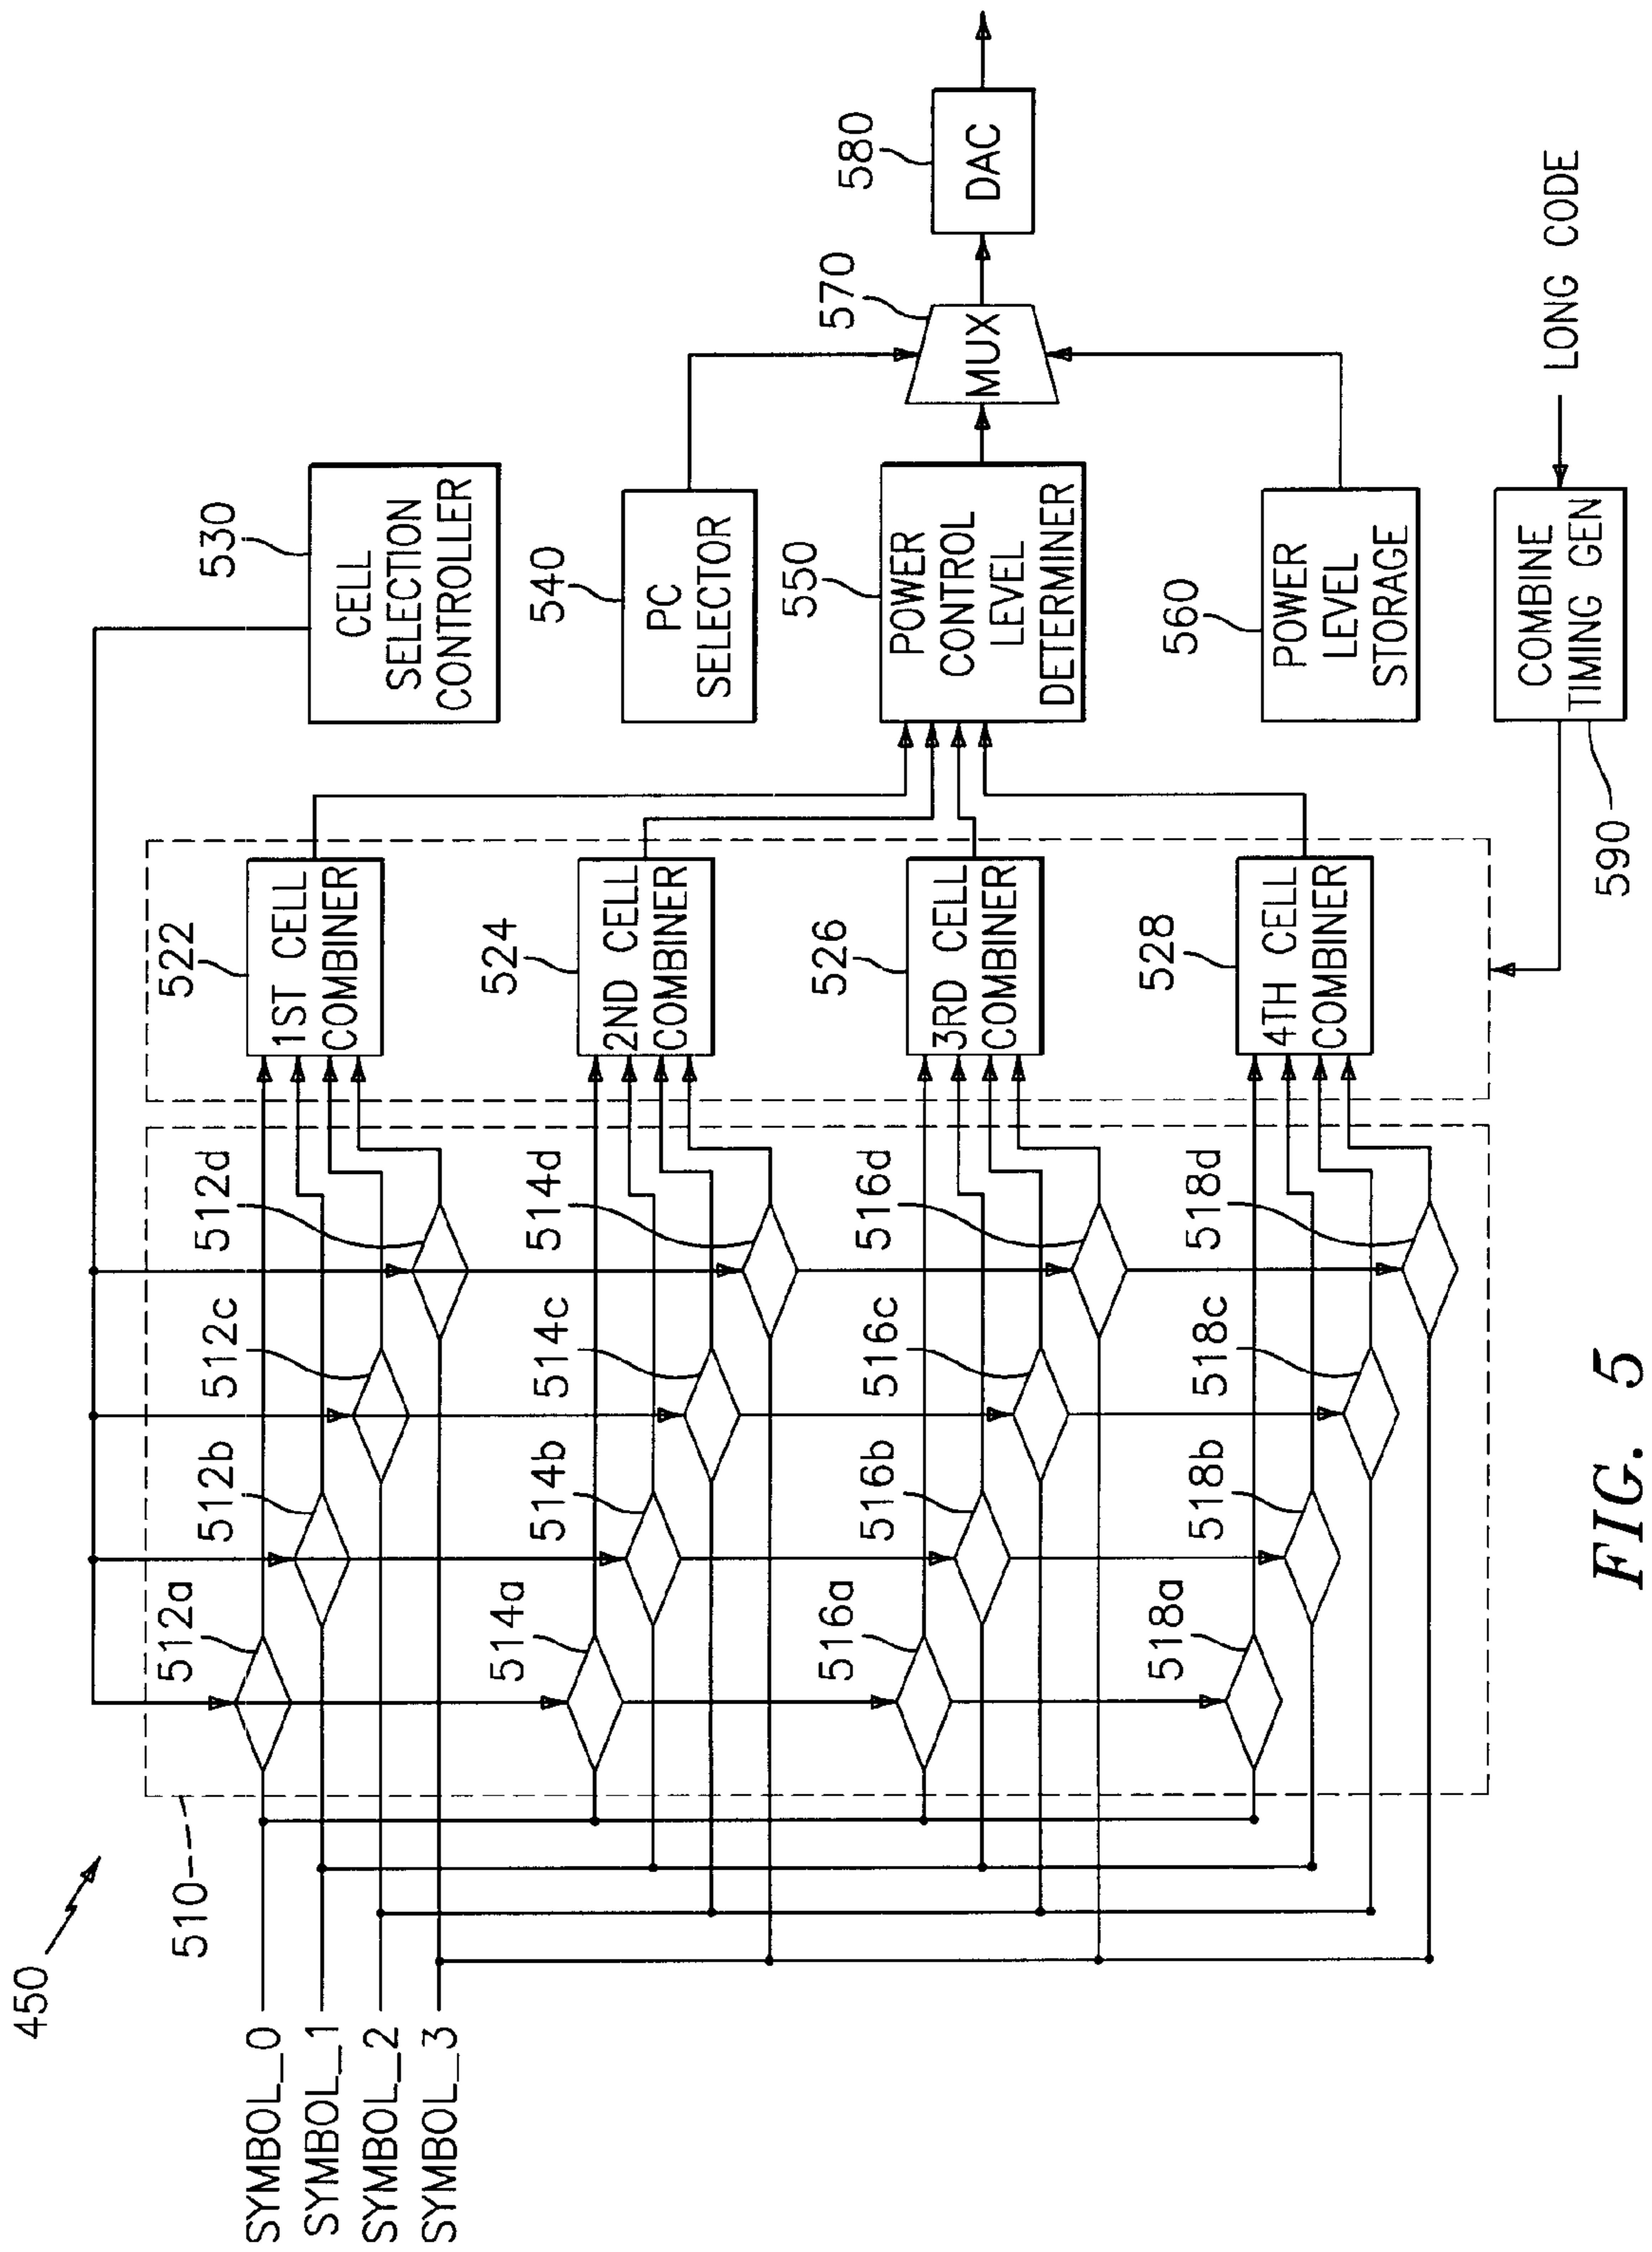 450
510
SYMBOL_0
SYMBOL_1
SYMBOL_2
SYMBOL_3
512a
512b
512c
512d
514a
514b
514c
514d
516a
516b
516c
516d
518a
518b
518c
518d
522
1ST CELL
COMBINER
524
2ND CELL
COMBINER
526
3RD CELL
COMBINER
528
4TH CELL
COMBINER
530
CELL
SELECTION
CONTROLLER
540
PC
SELECTOR
550
POWER
CONTROL
LEVEL
DETERMINER
560
POWER
LEVEL
STORAGE
590
COMBINE
TIMING GEN
LONG CODE
570
MUX
580
DAC
FIG. 5